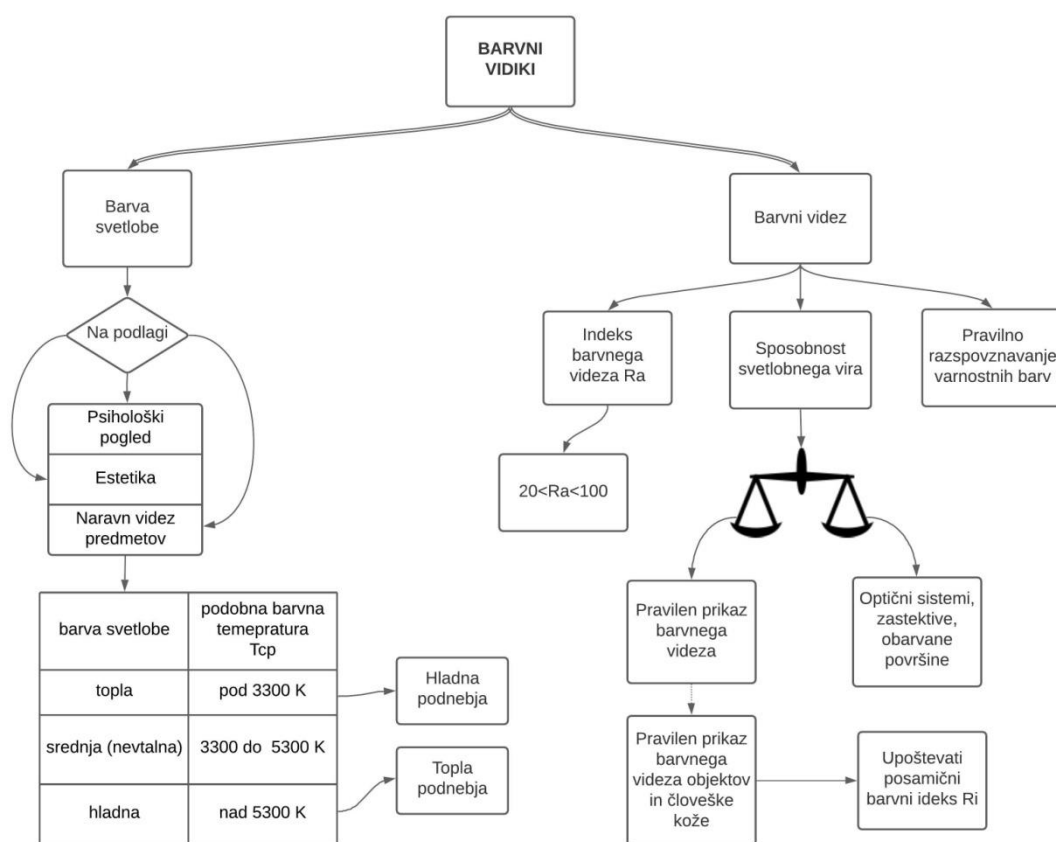 BARVNI
VIDIKI
Barva
svetlobe
Barvni videz
Na podlagi
Psihološki
pogled
Estetika
Naravn videz
predmetov
Indeks
barvnega
videza Ra
Sposobnost
svetlobnega vira
Pravilno
razspovznavanje
varnostnih barv
20<Ra<100
barva svetlobe
podobna barvna
temepratura
Tcp
topla
pod 3300 K
srednja (nevtalna)
3300 do 5300 K
hladna
nad 5300 K
Hladna
podnebja
Topla
podnebja
Pravilen prikaz
barvnega
videza
Optični sistemi,
zastektive,
obarvane
površine
Pravilen prikaz
barvnega
videza objektov
in človeške
kože
Upoštevati
posamični
barvni ideks Ri